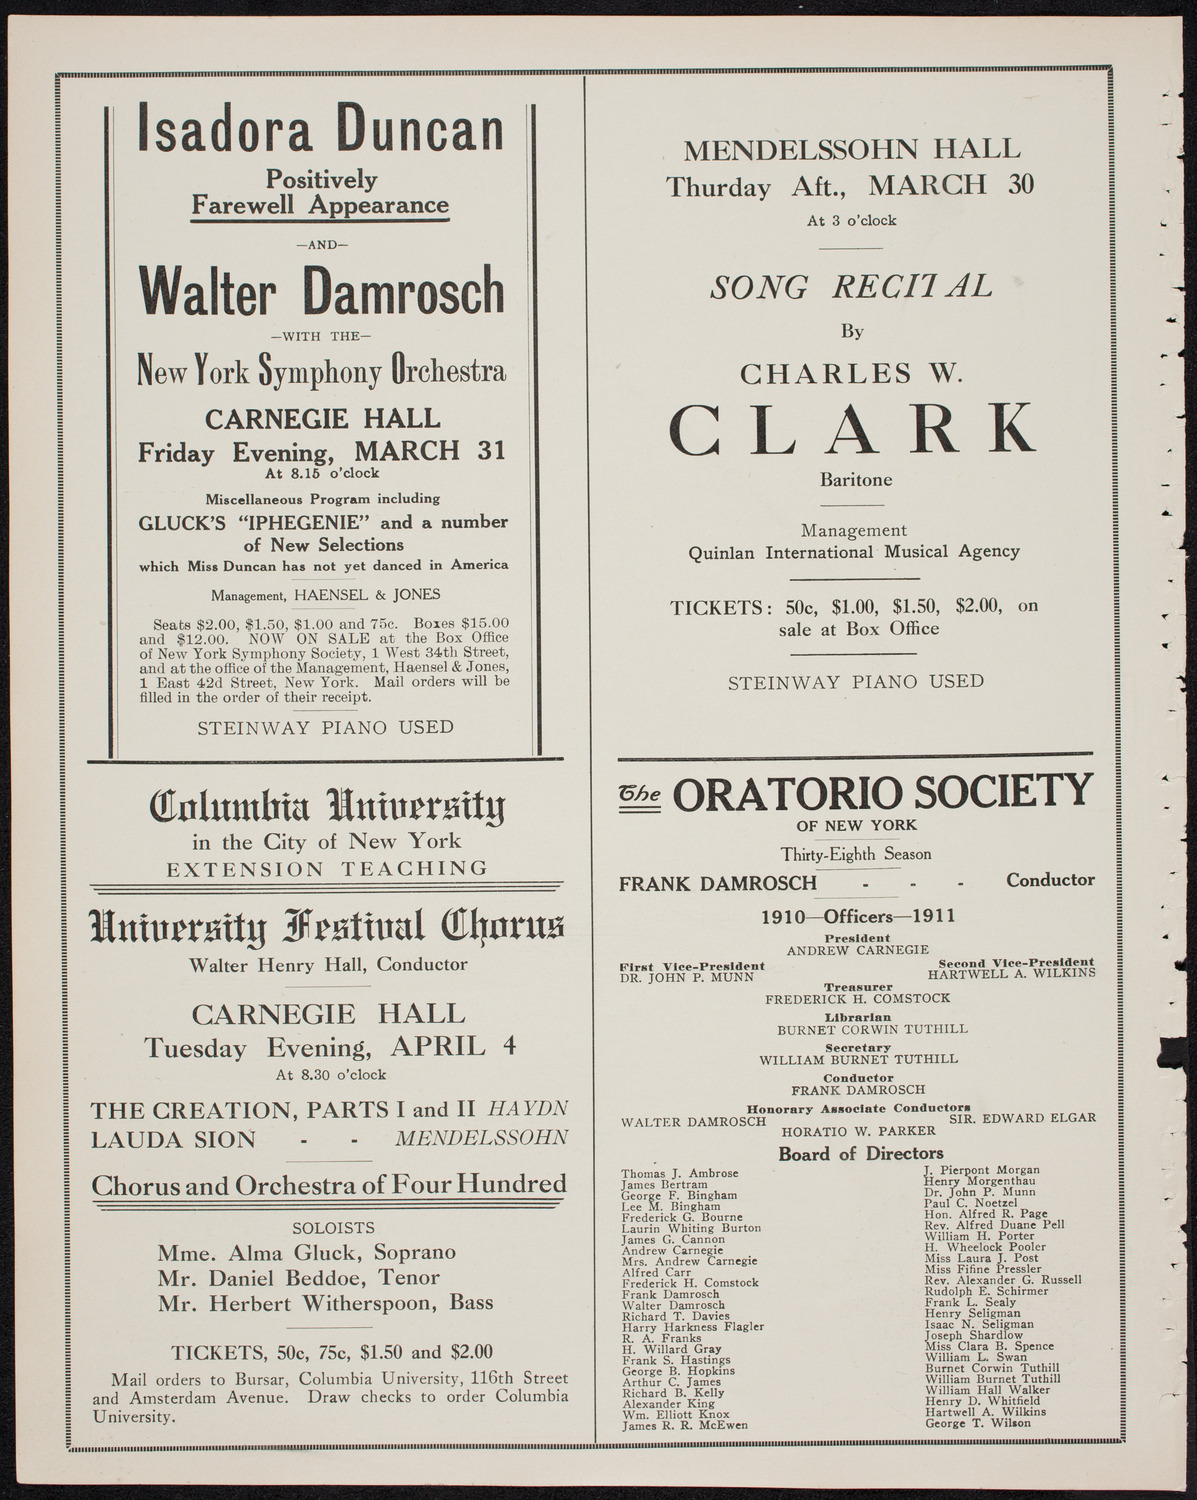 Isadora Duncan
Positively
Farewell Appearance
—AND—
Walter Damrosch
—WITH THE—
New York Symphony Orchestra
CARNEGIE HALL
Friday Evening, MARCH 31
At 8.15 o'clock
Miscellaneous Program including
GLUCK'S "IPHEGENIE" and a number
of New Selections
which Miss Duncan has not yet danced in America
Management, HAENSEL & JONES
Seats $2.00, $1.50, $1.00 and 75c. Boxes $15.00
and $12.00. NOW ON SALE at the Box Office
of New York Symphony Society, 1 West 34th Street,
and at the office of the Management, Haensel & Jones,
1 East 42d Street, New York. Mail orders will be
filled in the order of their receipt.
STEINWAY PIANO USED
Columbia University
in the City of New York
EXTENSION TEACHING
University Festival Chorus
Walter Henry Hall, Conductor
CARNEGIE HALL
Tuesday Evening, APRIL 4
At 8.30 o'clock
THE CREATION, PARTS I and II HAYDN
LAUDA SION - - MENDELSSOHN
Chorus and Orchestra of Four Hundred
SOLOISTS
Mme. Alma Gluck, Soprano
Mr. Daniel Beddoe, Tenor
Mr. Herbert Witherspoon, Bass
TICKETS, 50c, 75c, $1.50 and $2.00
Mail orders to Bursar, Columbia University, 116th Street
and Amsterdam Avenue. Draw checks to order Columbia
University.
MENDELSSOHN HALL
Thurday Aft., MARCH 30
At 3 o'clock
SONG RECITAL
By
CHARLES W.
CLARK
Baritone
Management
Quinlan International Musical Agency
TICKETS: 50c, $1.00, $1.50, $2.00, on
sale at Box Office
STEINWAY PIANO USED
The ORATORIO SOCIETY
OF NEW YORK
Thirty-Eighth Season
FRANK DAMROSCH - - - Conductor
1910—Officers—1911
President
ANDREW CARNEGIE
First Vice-President Second Vice-President
DR. JOHN P. MUNN HARTWELL A. WILKINS
Treasurer
FREDERICK H. COMSTOCK
Librarian
BURNET CORWIN TUTHILL
Secretary
WILLIAM BURNET TUTHILL
Conductor
FRANK DAMROSCH
Honorary Associate Conductors
WALTER DAMROSCH SIR. EDWARD ELGAR
HORATIO W. PARKER
Board of Directors
Thomas J. Ambrose
James Bertram
George F. Bingham
Lee M. Bingham
Frederick G. Bourne
Laurin Whiting Burton
James G. Cannon
Andrew Carnegie
Mrs. Andrew Carnegie
Alfred Carr
Frederick H. Comstock
Frank Damrosch
Walter Damrosch
Richard T. Davies
Harry Harkness Flagler
R. A. Franks
H. Willard Gray
Frank S. Hastings
George B. Hopkins
Arthur C. James
Richard B. Kelly
Alexander King
Wm. Elliott Knox
James R. R. McEwen
J. Pierpont Morgan
Henry Morgenthau
Dr. John P. Munn
Paul C. Noetzel
Hon. Alfred R. Page
Rev. Alfred Duane Pell
William H. Porter
H. Wheelock Pooler
Miss Laura J. Post
Miss Fifine Pressler
Rev. Alexander G. Russell
Rudolph E. Schirmer
Frank L. Sealy
Henry Seligman
Isaac N. Seligman
Joseph Shardlow
Miss Clara B. Spence
William L. Swan
Burnet Corwin Tuthill
William Burnet Tuthill
William Hall Walker
Henry D. Whitfield
Hartwell A. Wilkins
George T. Wilson